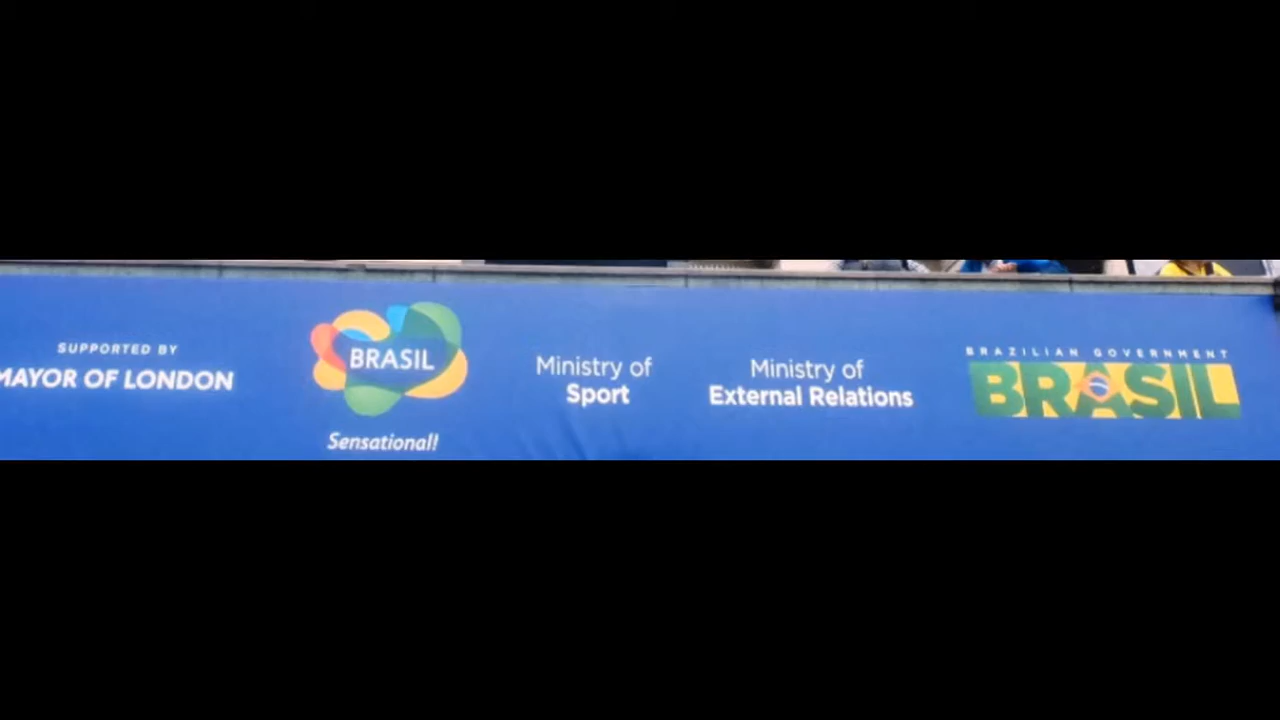 SUPPORTED BY
MAYOR OF LONDON
BRASIL
Sensational!
Ministry of
Sport
Ministry of
External Relations
BRAZILIAN GOVERNMENT
BRASIL